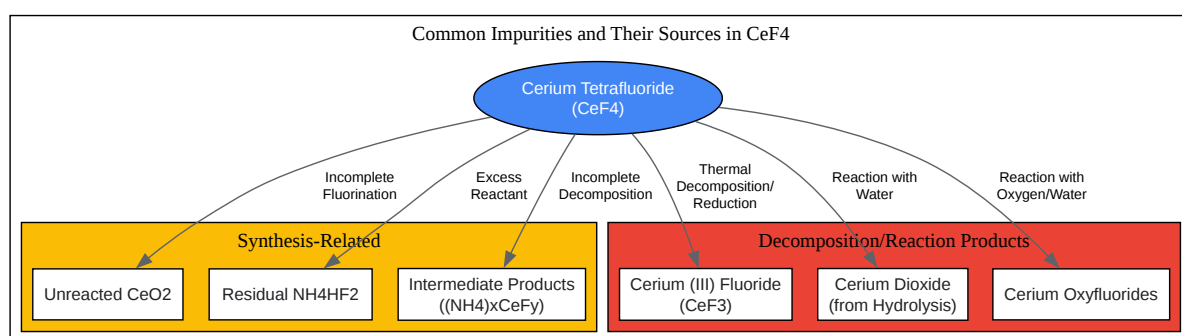 Common Impurities and Their Sources in CeF4
Cerium Tetrafluoride
(CeF4)
Incomplete
Fluorination
Excess
Reactant
Incomplete
Decomposition
Thermal
Decomposition/
Reduction
Reaction with
Water
Reaction with
Oxygen/Water
Synthesis-Related
Unreacted CeO2
Residual NH4HF2
Intermediate Products
((NH4)xCeFy)
Decomposition/Reaction Products
Cerium (III) Fluoride
(CeF3)
Cerium Dioxide
(from Hydrolysis)
Cerium Oxyfluorides